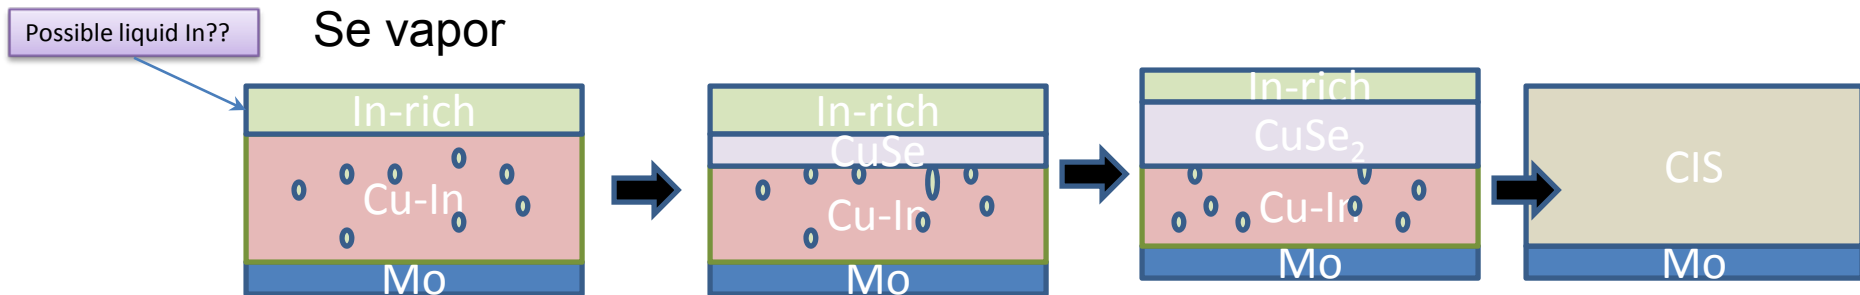 Possible liquid In??
Se vapor
In-rich
Cu-In
Mo
In-rich
CuSe
Cu-In
Mo
In-rich
CuSe₂
Cu-In
Mo
CIS
Mo